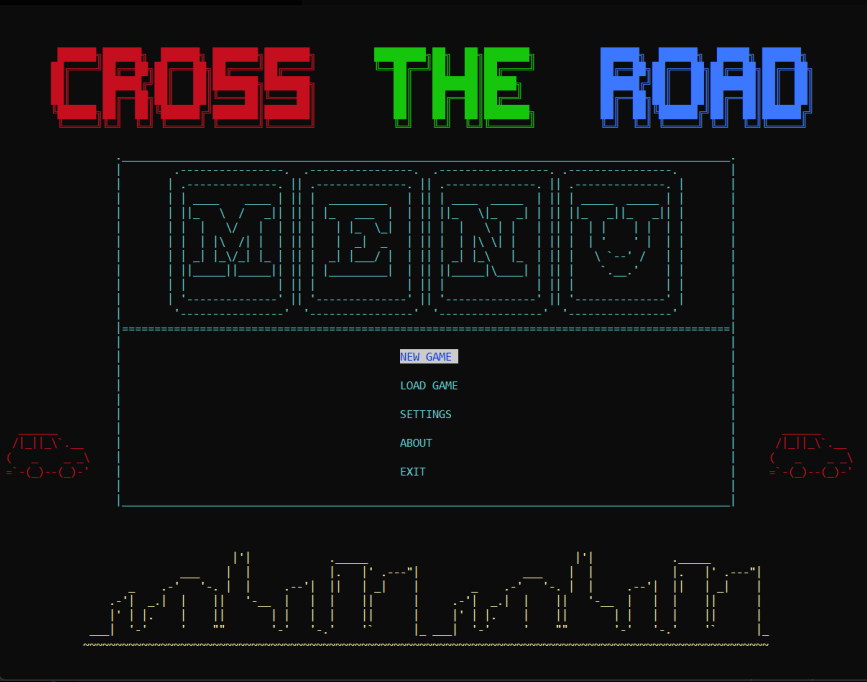 CROSS THE ROAD
MENU
NEW GAME
LOAD GAME
SETTINGS
ABOUT
EXIT